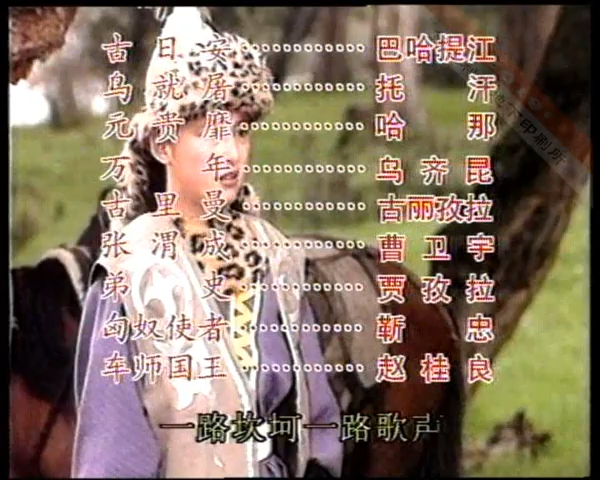 古日安…………巴哈提江
乌就屠…………托汗
元贵靡…………哈那
万年…………乌齐昆
古里曼…………古丽孜拉
张渭成…………曹卫宇
弟史…………贾孜拉
匈奴使者…………靳忠
车师国王…………赵桂良
一路坎坷一路歌声